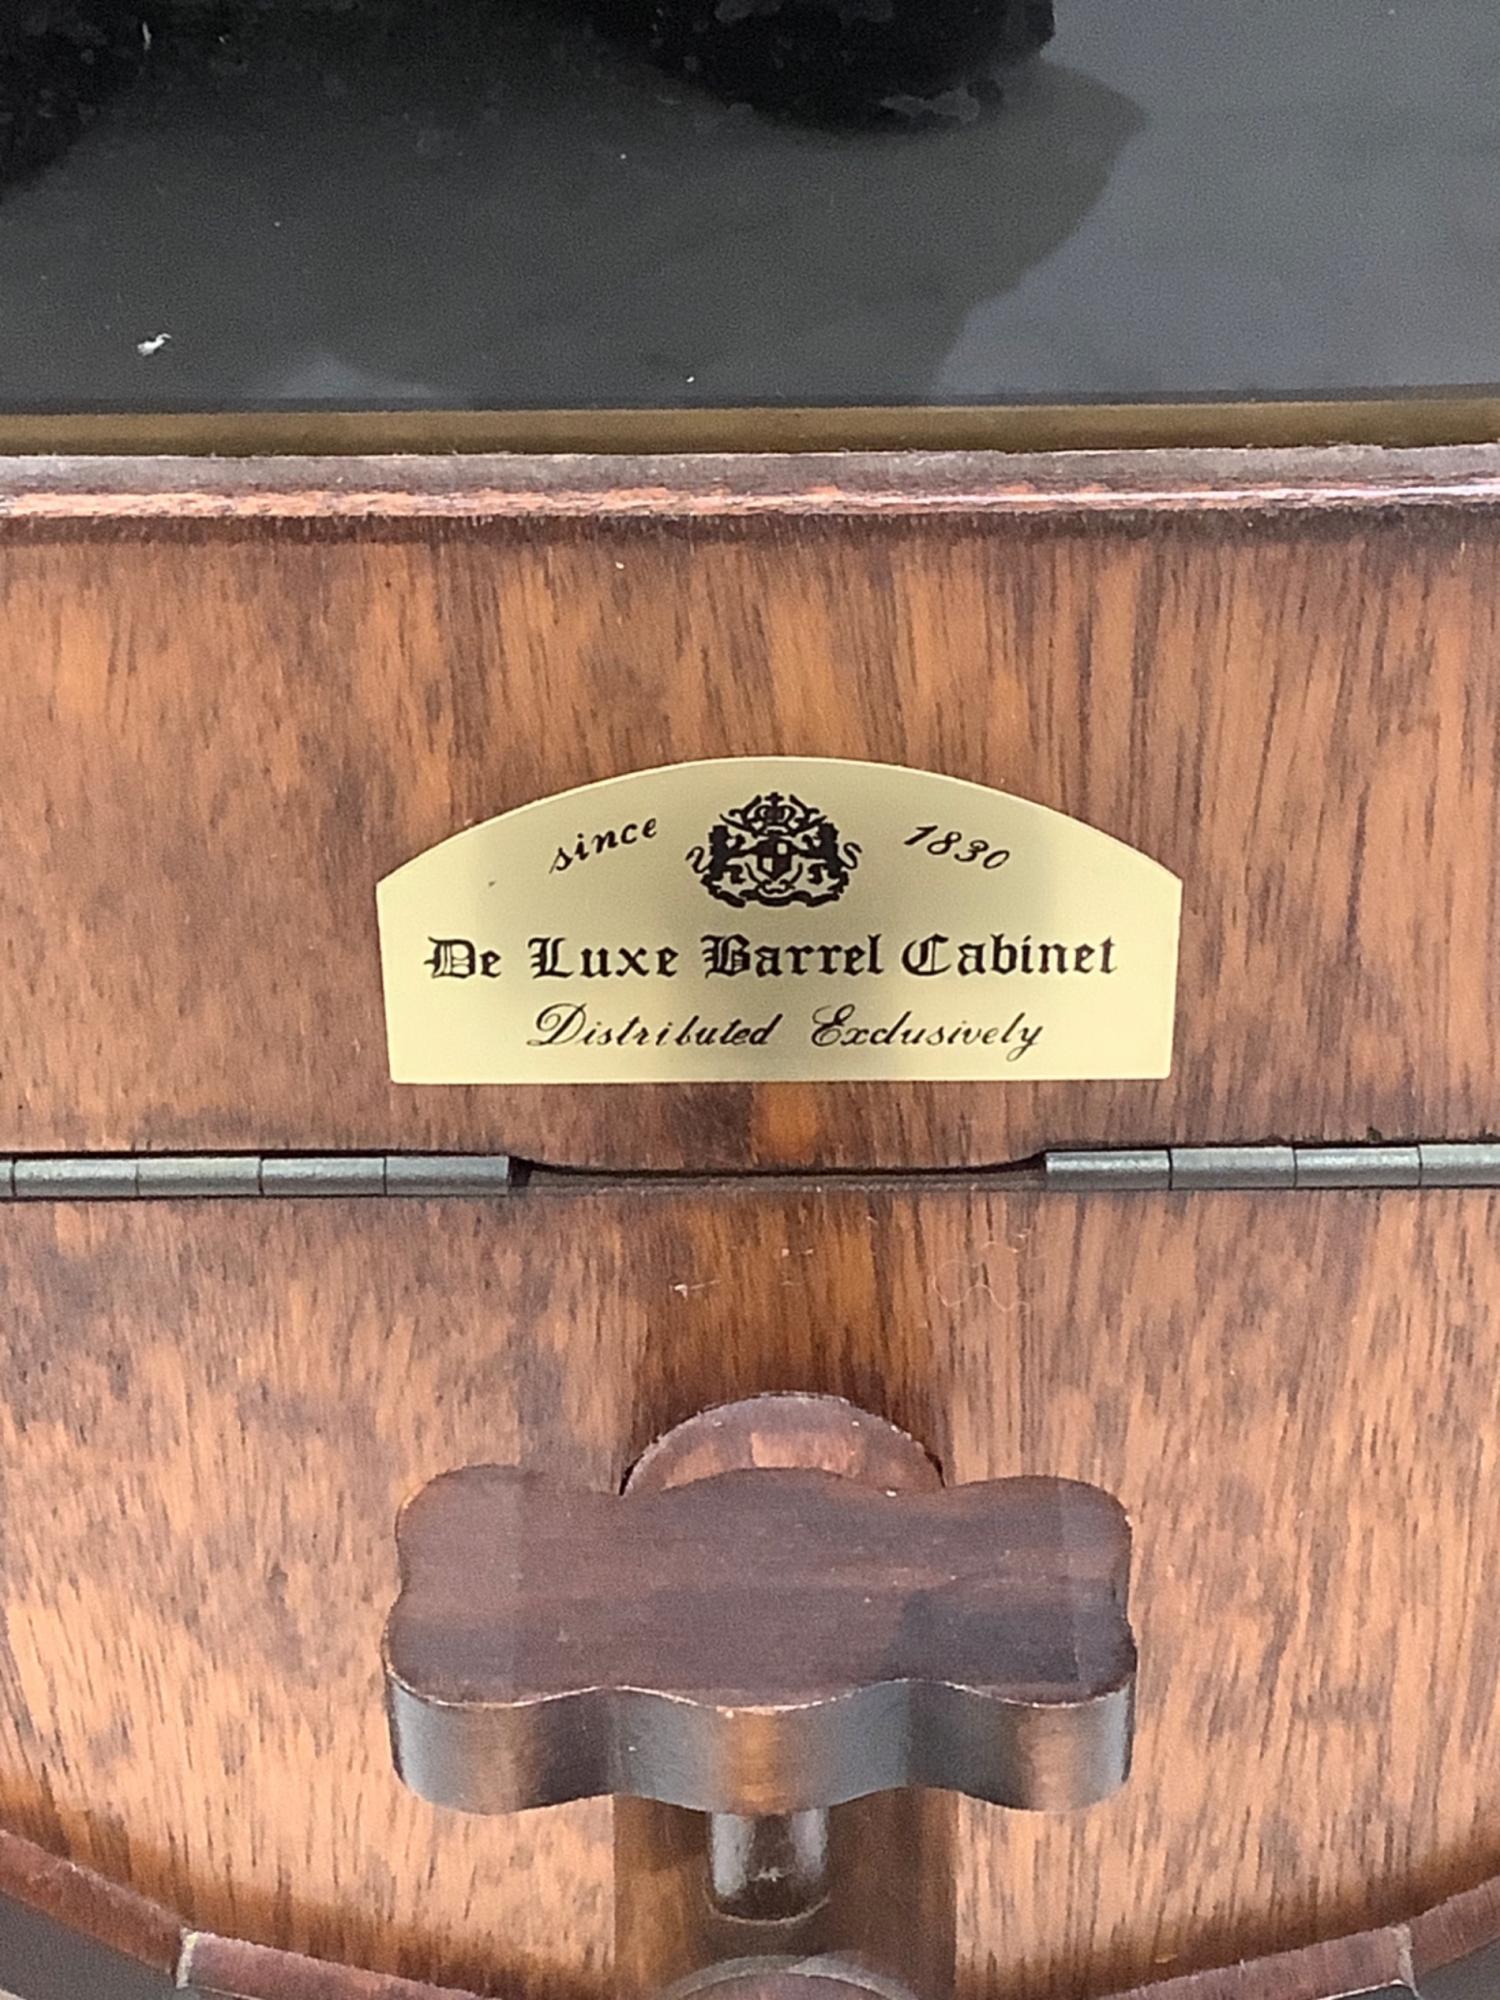 since 1830
De Luxe Barrel Cabinet
Distributed Exclusively